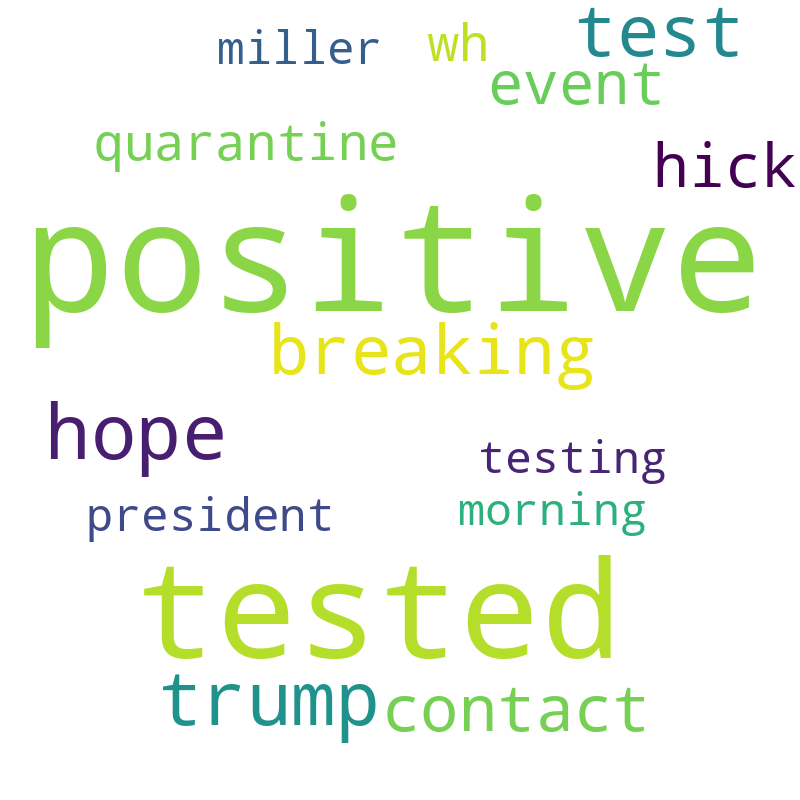 test
miller wh
event
quarantine
hick
positive
breaking
hope
testing
president morning
tested
trump contact